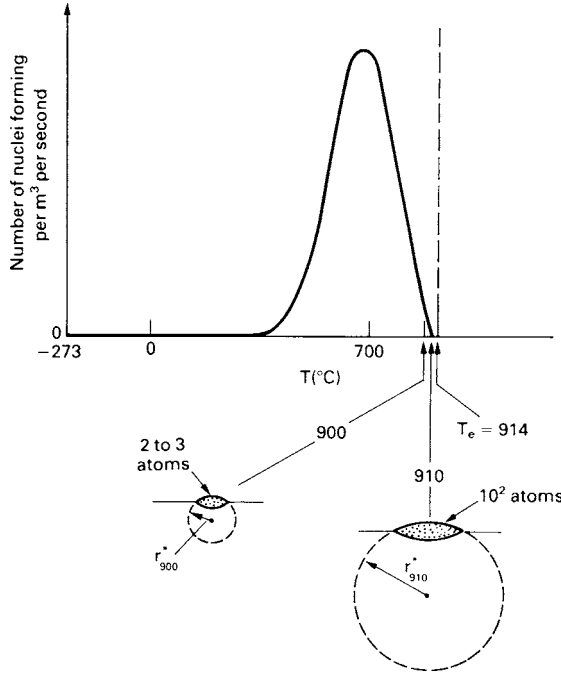 Number of nuclei forming
per m³ per second
0
−273
0
700
T(°C)
900
Tₑ = 914
2 to 3
atoms
910
10² atoms
r*₉₀₀
r*₉₁₀